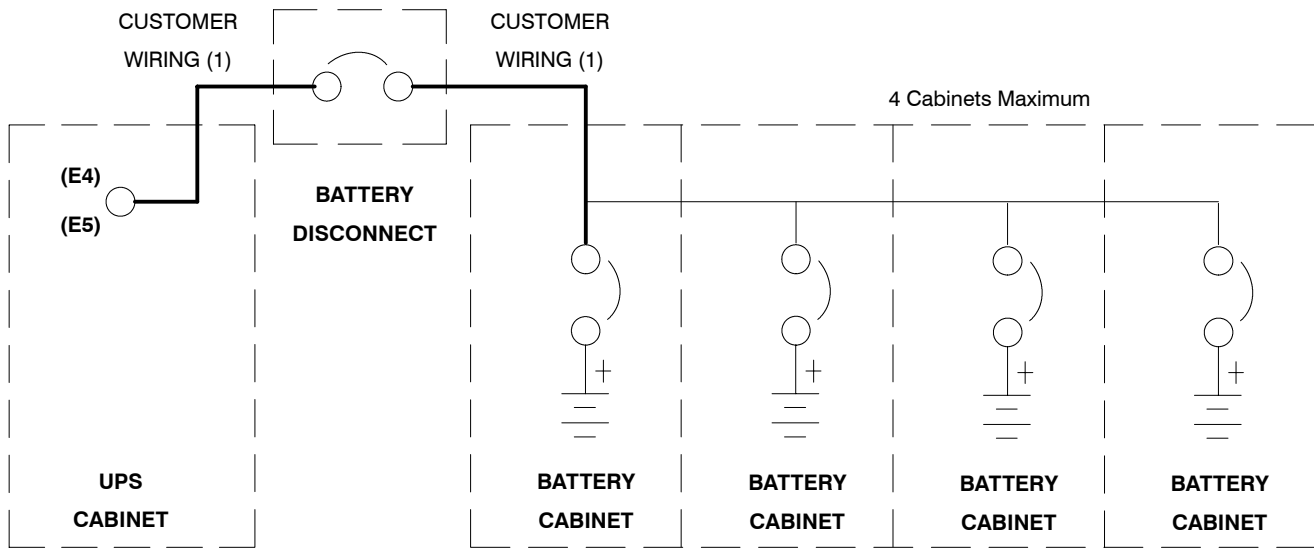 CUSTOMER
WIRING (1)
CUSTOMER
WIRING (1)
4 Cabinets Maximum
(E4)
(E5)
BATTERY
DISCONNECT
+
+
+
+
UPS
CABINET
BATTERY
CABINET
BATTERY
CABINET
BATTERY
CABINET
BATTERY
CABINET